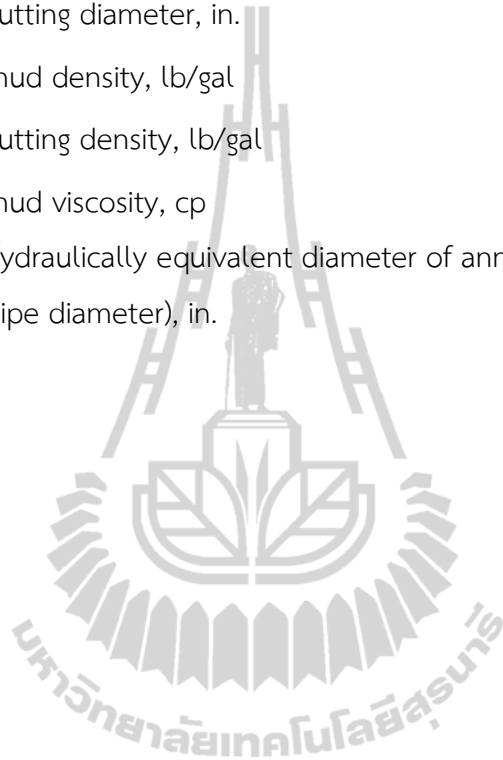 utting diameter, in.
nud density, lb/gal
utting density, lb/gal
nud viscosity, cp
ydraulically equivalent diameter of ann
ipe diameter), in.
มหาวิทยาลัยเทคโนโลยีสุรนารี